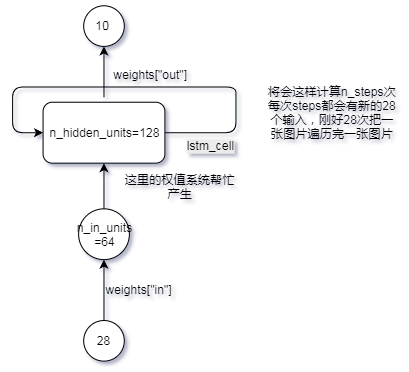 10
weights["out"]
将会这样计算n_steps次
每次steps都会有新的28
个输入，刚好28次把一
张图片遍历完一张图片
n_hidden_units=128
lstm_cell
这里的权值系统帮忙
产生
n_in_units
=64
weights["in"]
28